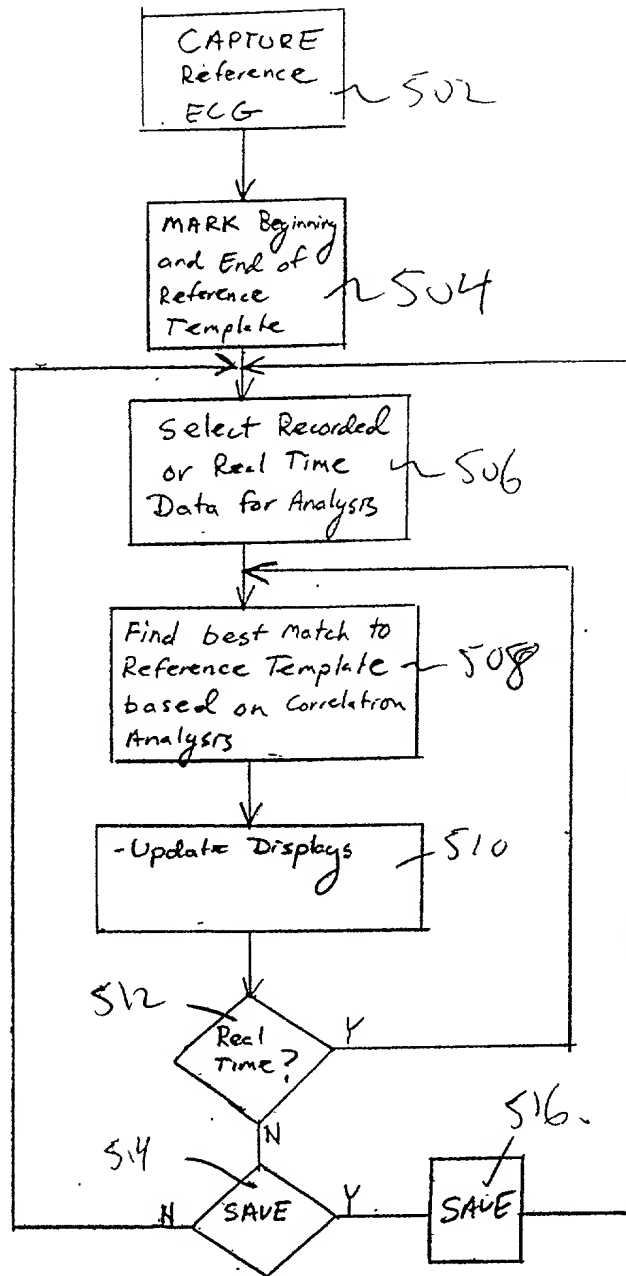 CAPTURE
Reference
ECG
502
MARK Beginning
and End of
Reference
Template
504
Select Recorded
or Real Time
Data for Analysis
506
Find best Match to
Reference Template
based on Correlation
Analysis
508
-Update Displays
510
512
Real
Time?
Y
N
514
SAVE
N
Y
516.
SAVE